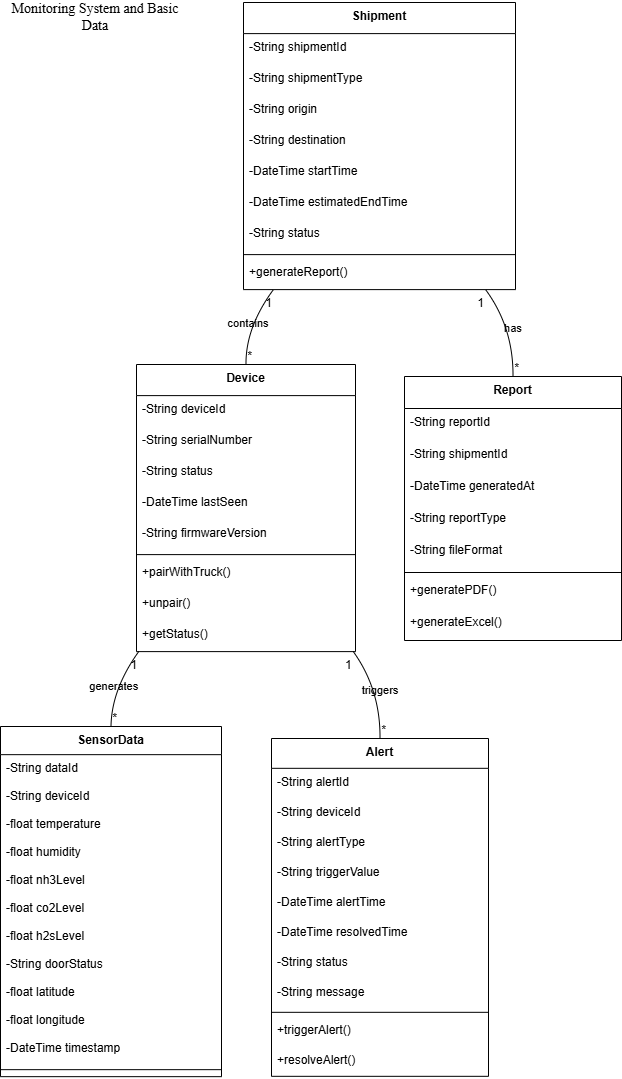 Monitoring System and Basic
Data
Shipment
-String shipmentId
-String shipmentType
-String origin
-String destination
-DateTime startTime
-DateTime estimatedEndTime
-String status
+generateReport()
1
1
contains
has
*
*
Device
-String deviceId
-String serialNumber
-String status
-DateTime lastSeen
-String firmwareVersion
+pairWithTruck()
+unpair()
+getStatus()
Report
-String reportId
-String shipmentId
-DateTime generatedAt
-String reportType
-String fileFormat
+generatePDF()
+generateExcel()
1
1
generates
triggers
*
*
SensorData
-String dataId
-String deviceId
-float temperature
-float humidity
-float nh3Level
-float co2Level
-float h2sLevel
-String doorStatus
-float latitude
-float longitude
-DateTime timestamp
Alert
-String alertId
-String deviceId
-String alertType
-String triggerValue
-DateTime alertTime
-DateTime resolvedTime
-String status
-String message
+triggerAlert()
+resolveAlert()